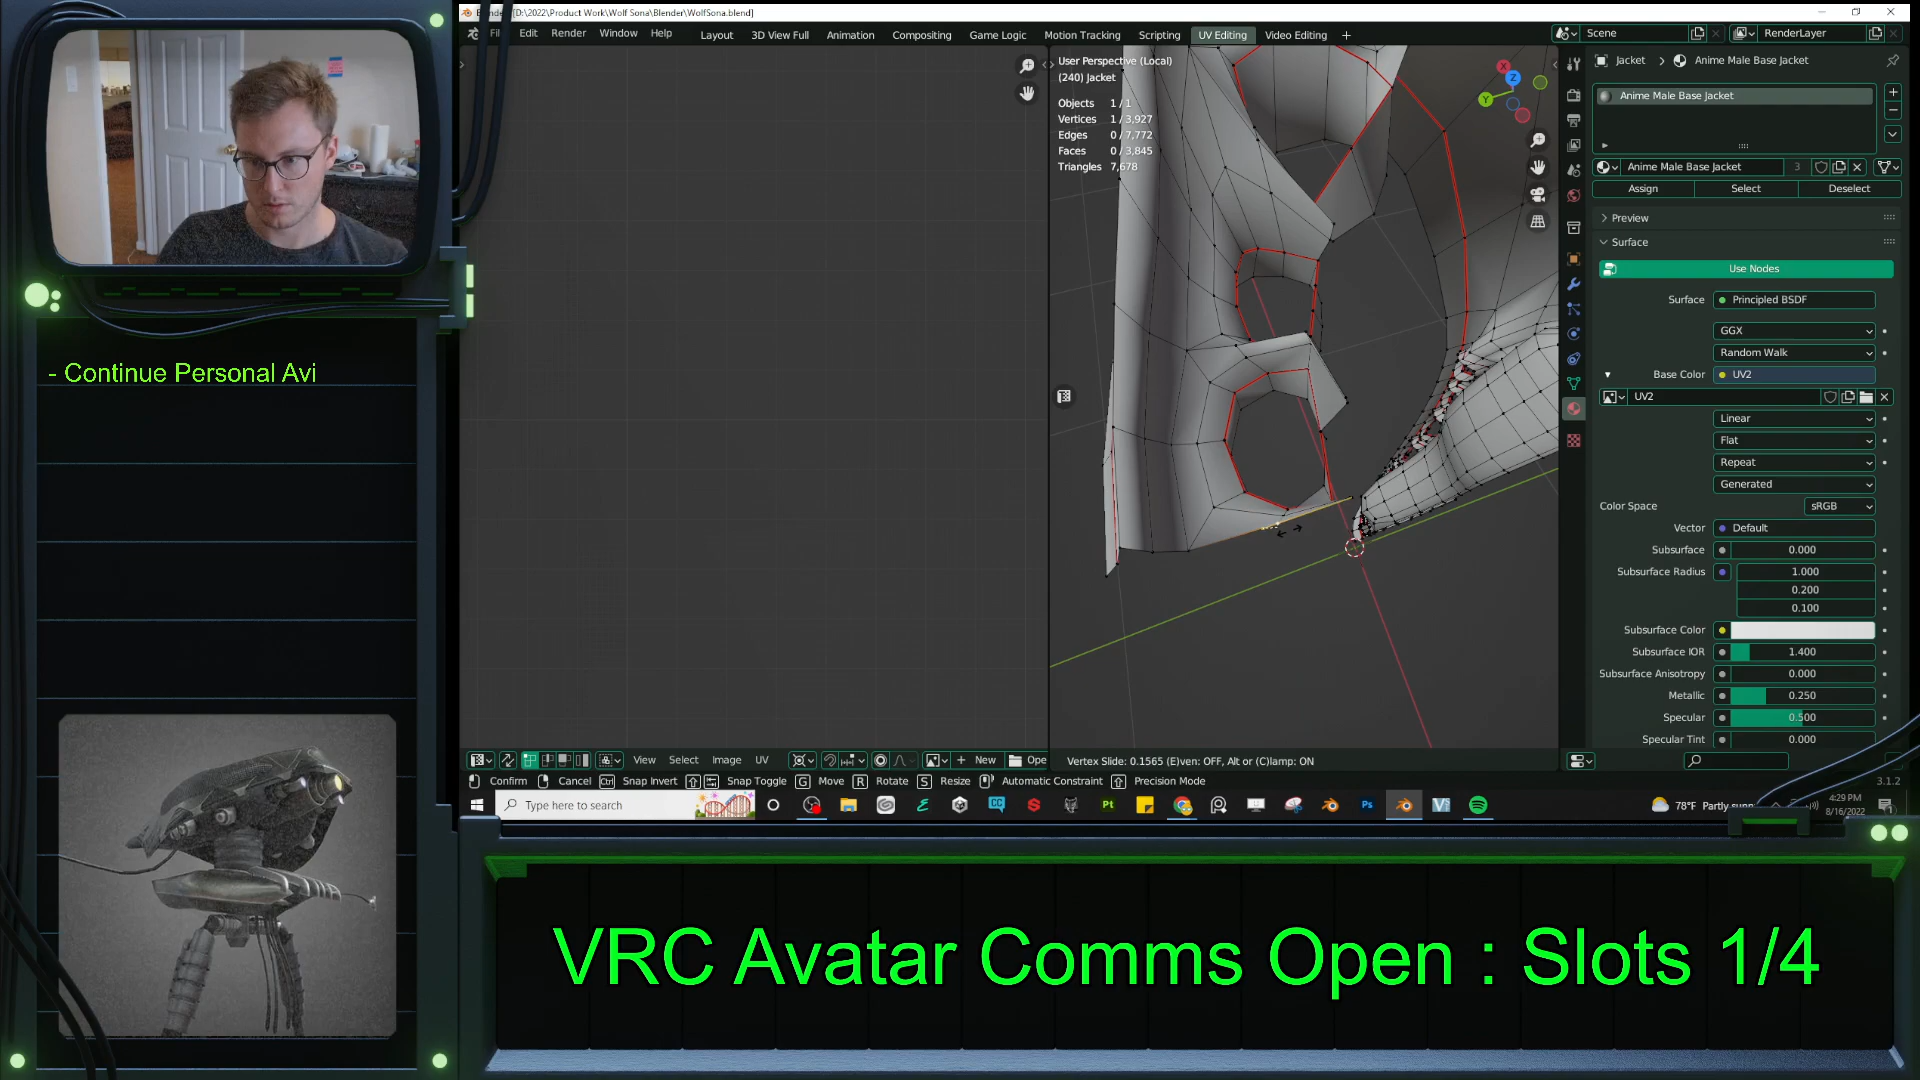 Blender [D:\2022\Product Work\Wolf Sona\Blender\WolfSona.blend]
Edit Render Window Help
Layout 3D View Full Animation Compositing Game Logic Motion Tracking Scripting UV Editing Video Editing +
Scene
RenderLayer
User Perspective (Local)
(240) Jacket
Objects 1 / 1
Vertices 1 / 3,927
Edges 0 / 7,772
Faces 0 / 3,845
Triangles 7,678
X
Y
Z
Jacket > Anime Male Base Jacket
Anime Male Base Jacket
Anime Male Base Jacket 3
Assign Select Deselect
Preview
Surface
Use Nodes
Surface Principled BSDF
GGX
Random Walk
Base Color UV2
UV2
Linear
Flat
Repeat
Generated
Color Space sRGB
Vector Default
Subsurface 0.000
Subsurface Radius 1.000
0.200
0.100
Subsurface Color
Subsurface IOR 1.400
Subsurface Anisotropy 0.000
Metallic 0.250
Specular 0.500
Specular Tint 0.000
- Continue Personal Avi
View Select Image UV
+ New Ope
Vertex Slide: 0.1565 (E)ven: OFF, Alt or (C)lamp: ON
Confirm Cancel Ctrl Snap Invert Snap Toggle G Move R Rotate S Resize Automatic Constraint Precision Mode
3.1.2
Type here to search
78°F Partly sunny
4:29 PM
8/16/2022
VRC Avatar Comms Open : Slots 1/4